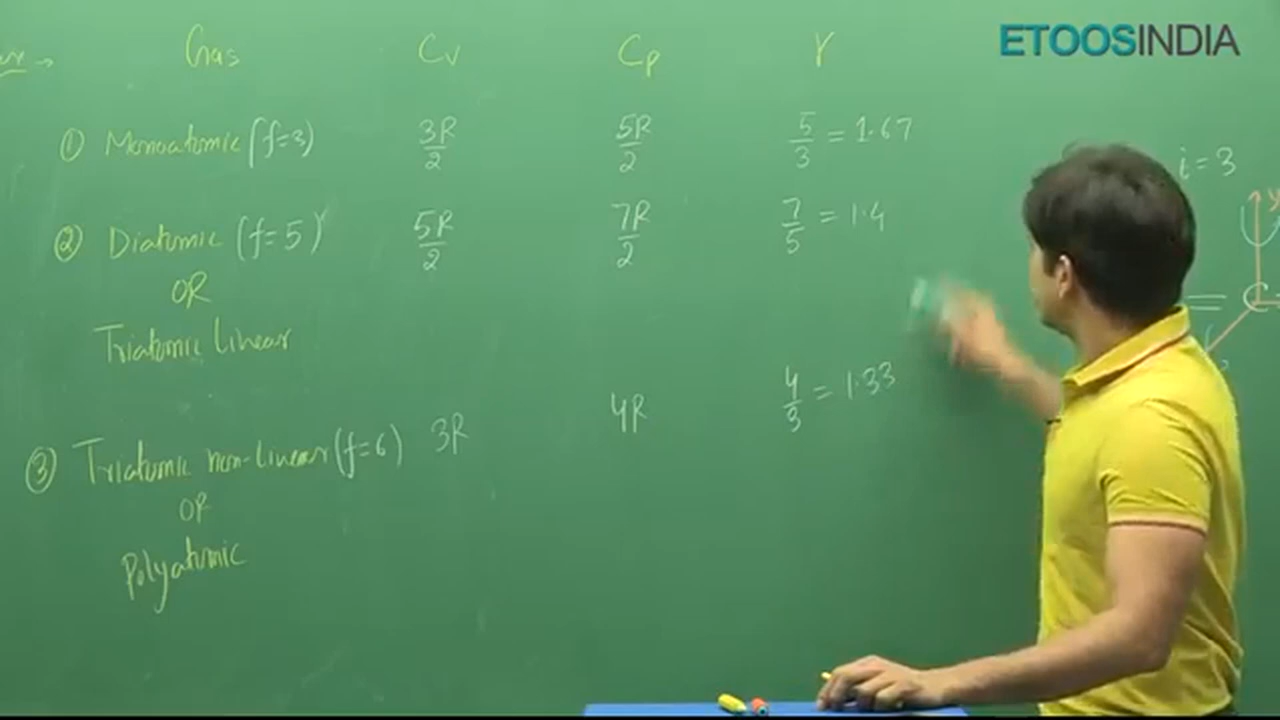 Gas Cv Cp γ
① Monoatomic (f=3) 3R/2 5R/2 5/3 = 1.67
② Diatomic (f=5) 5R/2 7R/2 7/5 = 1.4
OR
Triatomic Linear
③ Triatomic non-Linear (f=6) 3R 4R 4/3 = 1.33
OR
Polyatomic
ETOOSINDIA
i=3
y
C